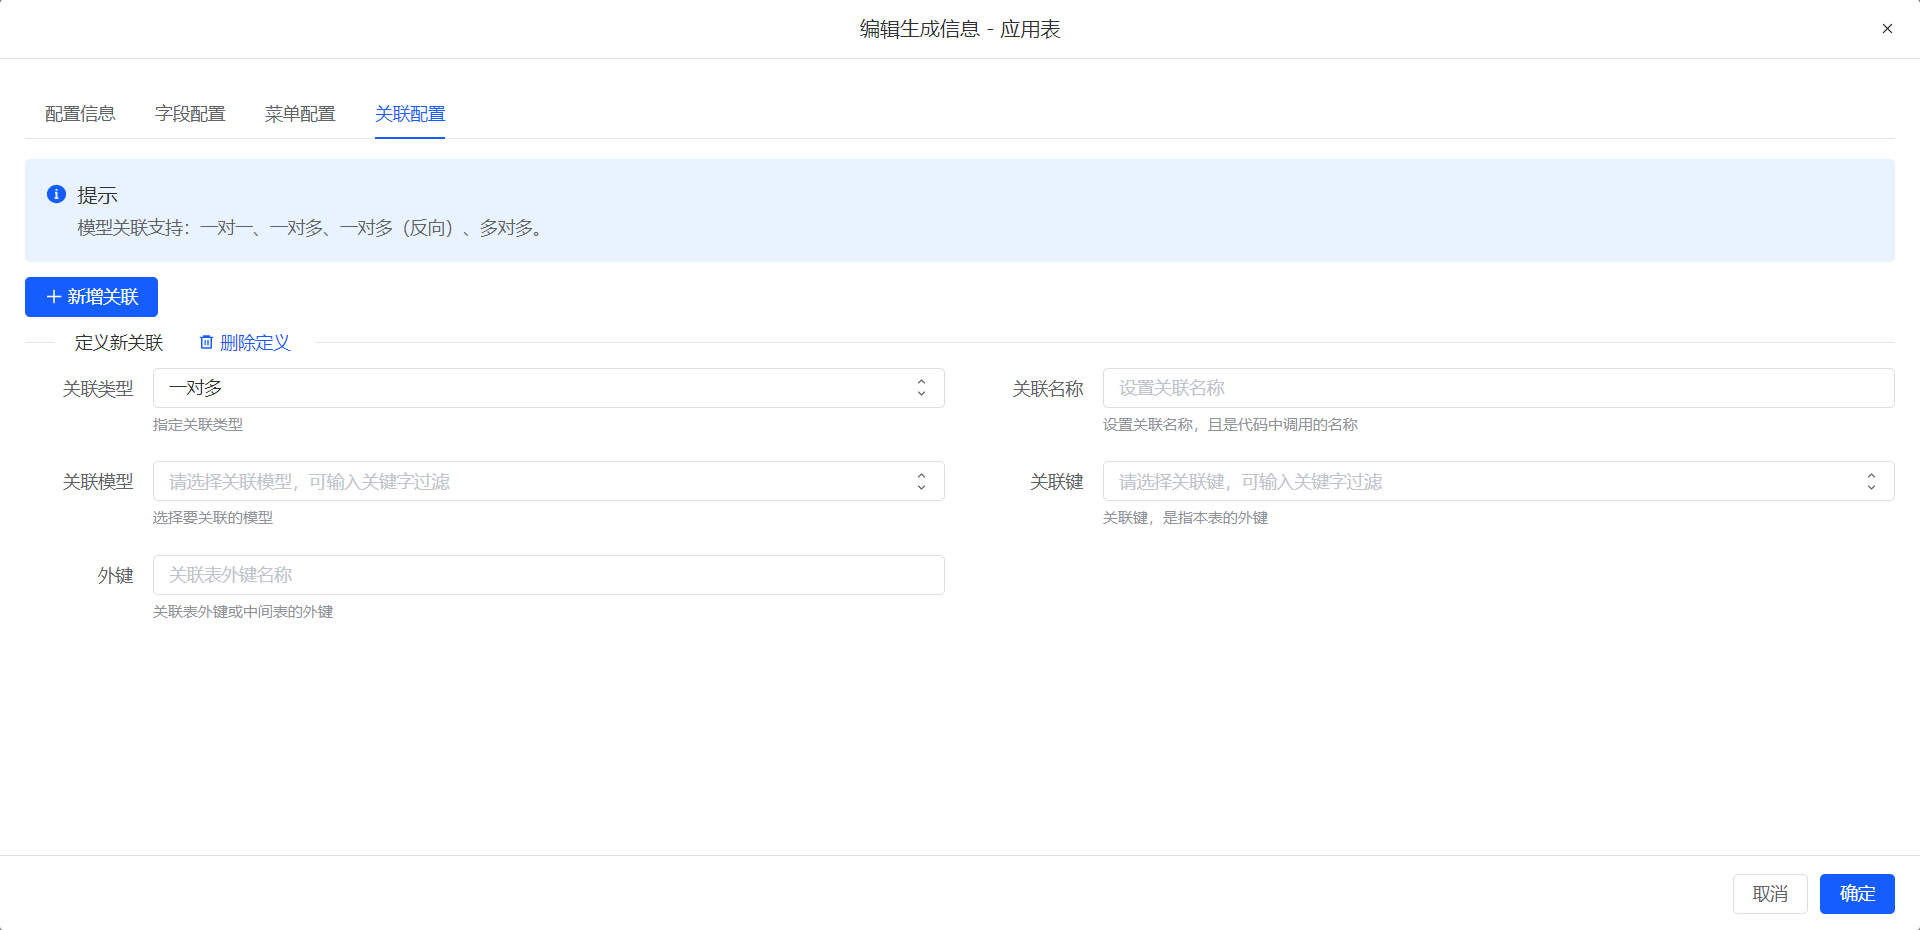 编辑生成信息 - 应用表
配置信息 字段配置 菜单配置 关联配置
提示
模型关联支持：一对一、一对多、一对多（反向）、多对多。
新增关联
定义新关联 删除定义
关联类型 一对多
指定关联类型
关联名称 设置关联名称
设置关联名称，且是代码中调用的名称
关联模型 请选择关联模型，可输入关键字过滤
选择要关联的模型
关联键 请选择关联键，可输入关键字过滤
关联键，是指本表的外键
外键 关联表外键名称
关联表外键或中间表的外键
取消 确定